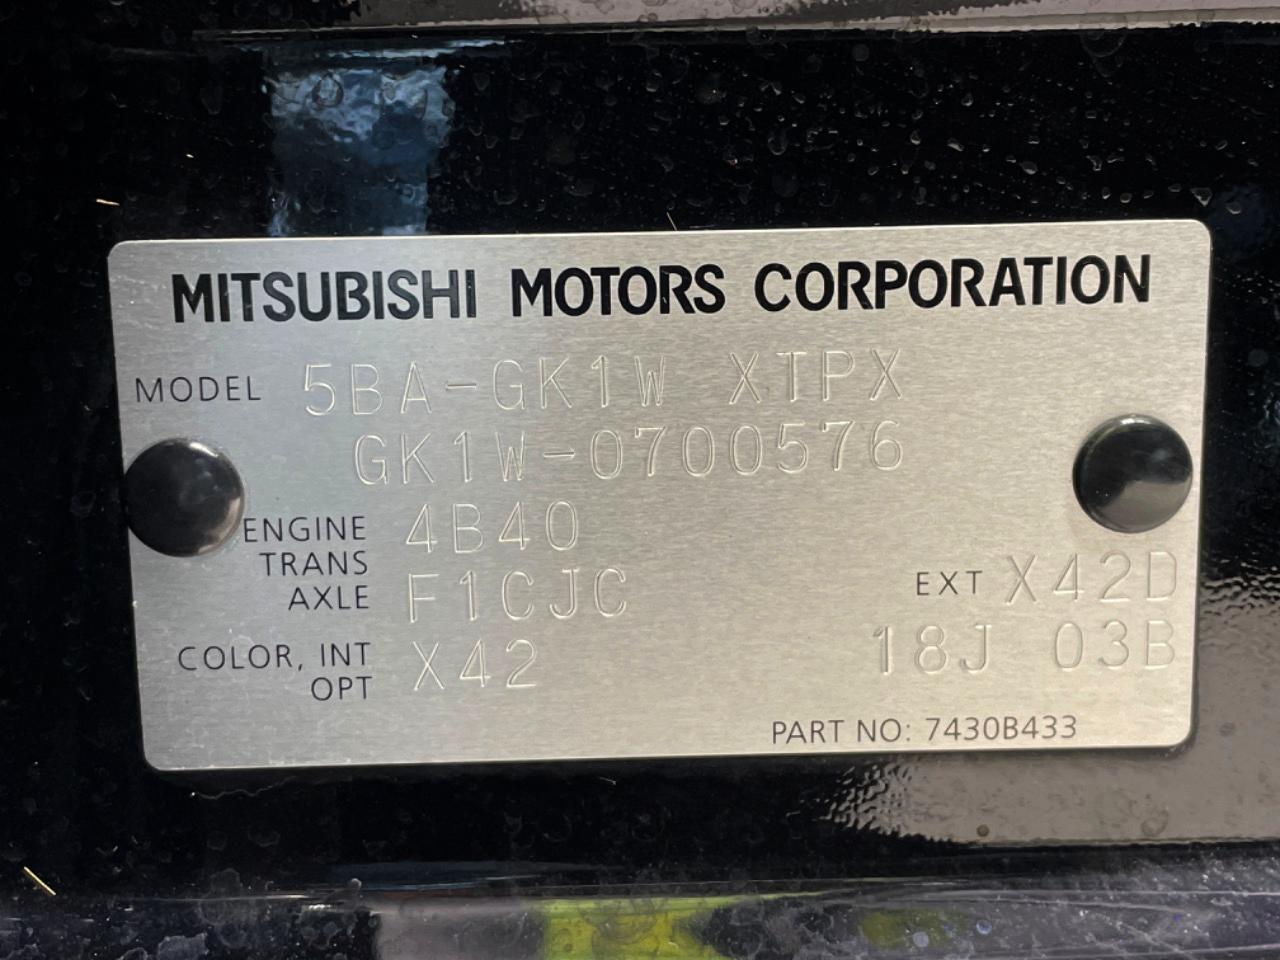 MITSUBISHI MOTORS CORPORATION
MODEL 5BA-GK1W XTPX
GK1W-0700576
ENGINE 4B40
TRANS
AXLE F1CJC EXT X42D
COLOR, INT X42 18J 03B
OPT
PART NO: 7430B433